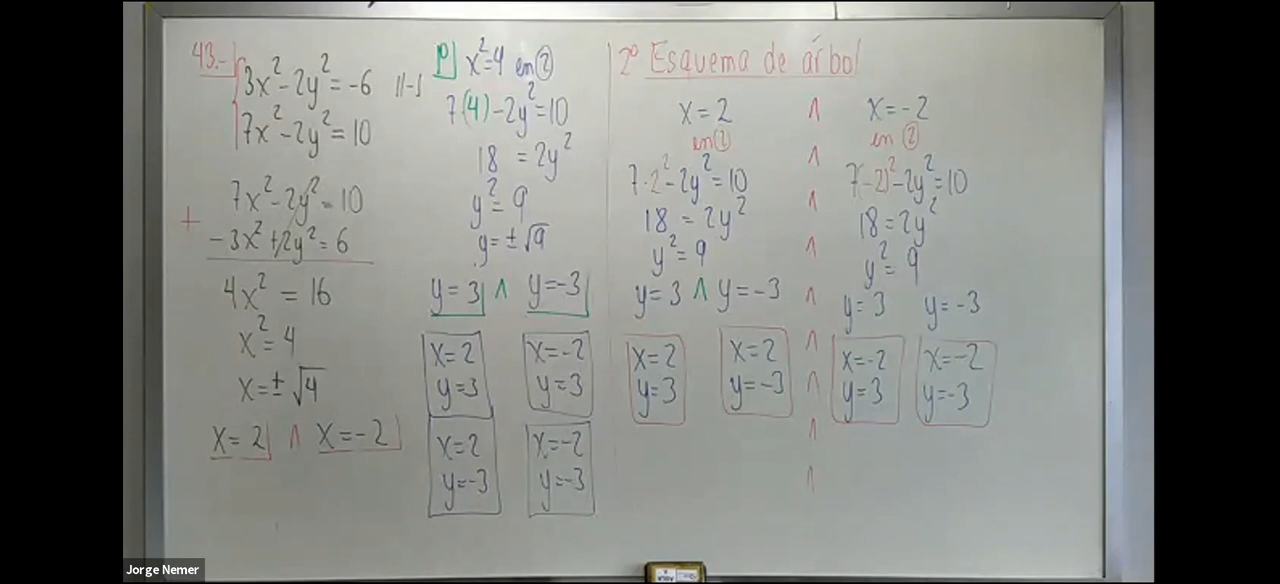 43.-
3x²-2y²=-6 //·-1
7x²-2y²=10
7x²-2y²=10
+
-3x²+2y²=6
4x²=16
x²=4
x=±√4
x=2 ∧ x=-2
1º) x²=4 en ②
7(4)-2y²=10
18=2y²
y²=9
y=±√9
y=3 ∧ y=-3
x=2 x=-2
y=3 y=3
x=2 x=-2
y=-3 y=-3
2º Esquema de árbol
x=2 ∧ x=-2
en ② en ②
∧
7·2²-2y²=10 7(-2)²-2y²=10
∧
18=2y² 18=2y²
∧
y²=9 y²=9
y=3 ∧ y=-3 ∧ y=3 y=-3
∧
x=2 x=2 x=-2 x=-2
y=3 y=-3 ∧ y=3 y=-3
∧
∧
Jorge Nemer